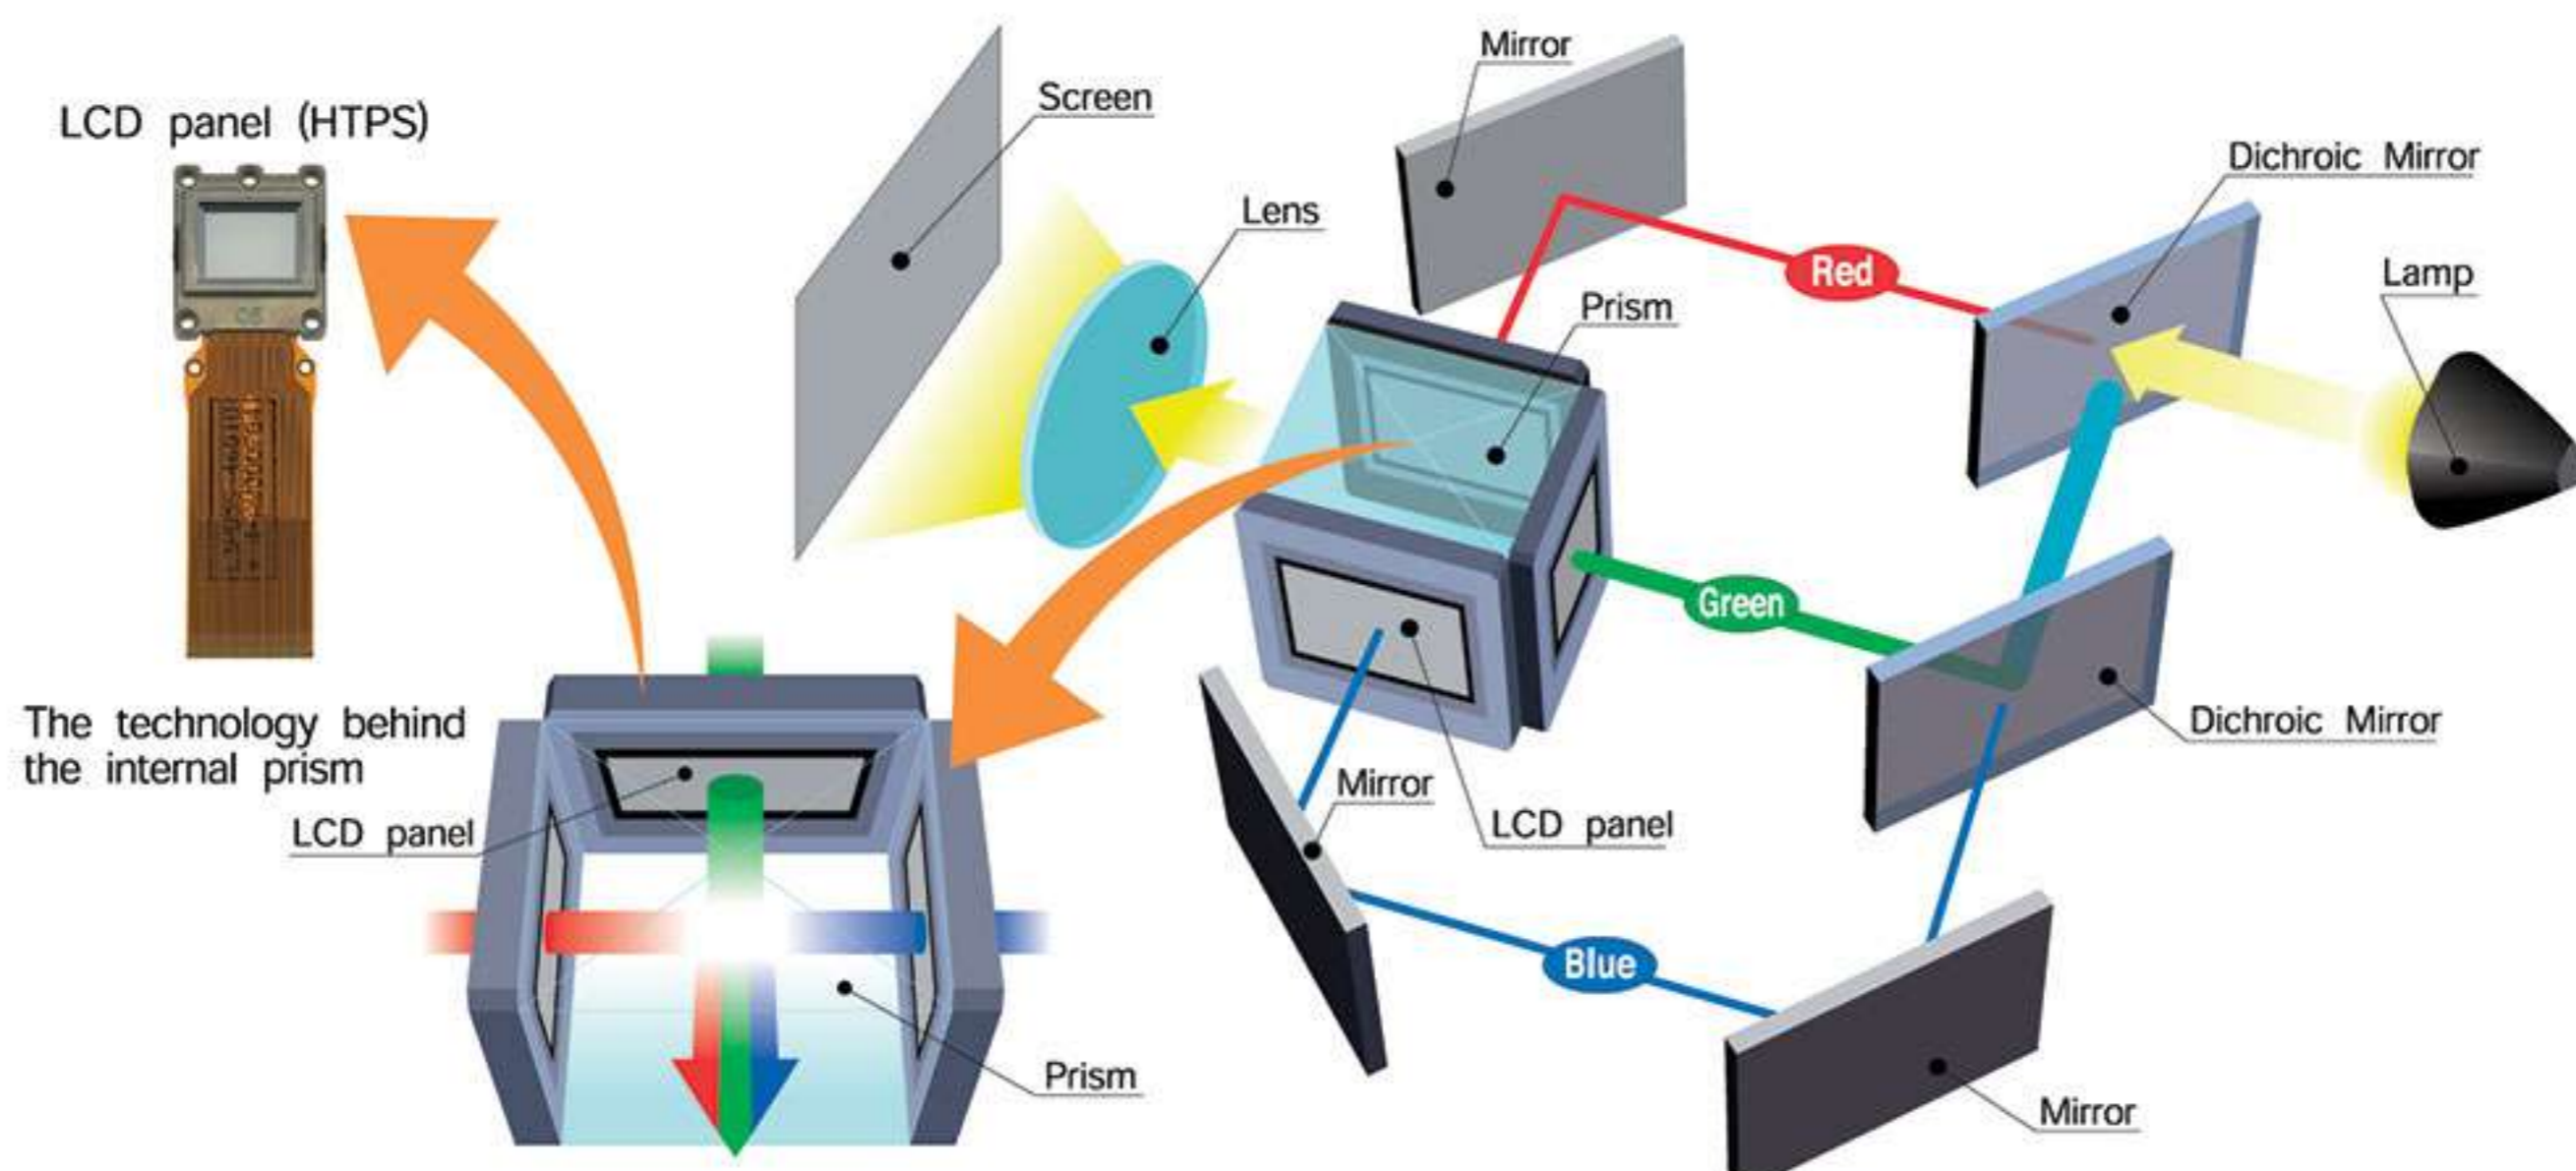 LCD panel (HTPS)
Screen
Lens
Mirror
Prism
Red
Dichroic Mirror
Lamp
Green
Dichroic Mirror
The technology behind
the internal prism
LCD panel
Mirror
LCD panel
Blue
Prism
Mirror